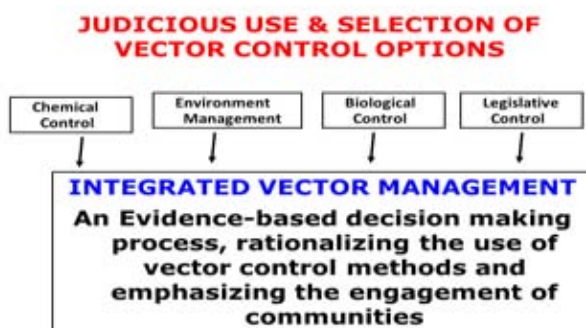 JUDICIOUS USE & SELECTION OF
VECTOR CONTROL OPTIONS
Chemical
Control
Environment
Management
Biological
Control
Legislative
Control
INTEGRATED VECTOR MANAGEMENT
An Evidence-based decision making
process, rationalizing the use of
vector control methods and
emphasizing the engagement of
communities